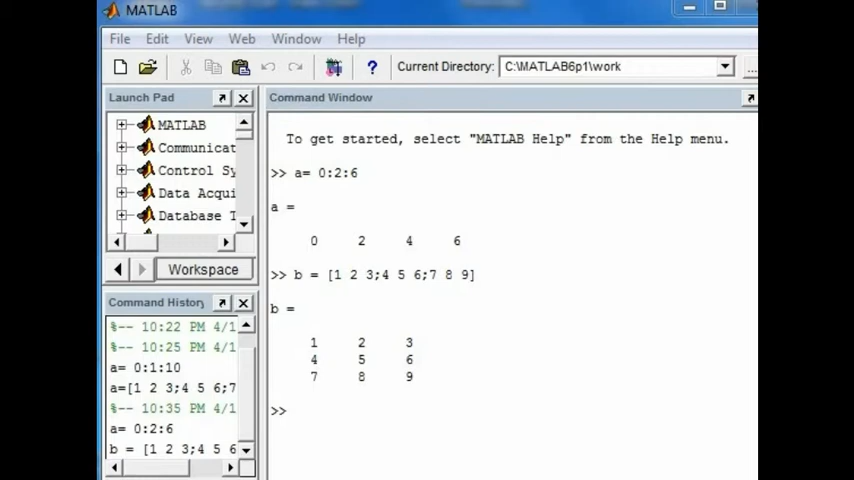 MATLAB
File Edit View Web Window Help
Current Directory: C:\MATLAB6p1\work ...
Launch Pad
MATLAB
Communicat
Control Sy
Data Acqui
Database T
Workspace
Command History
%-- 10:22 PM 4/1
%-- 10:25 PM 4/1
a= 0:1:10
a=[1 2 3;4 5 6;7
%-- 10:35 PM 4/1
a= 0:2:6
b = [1 2 3;4 5 6
Command Window
To get started, select "MATLAB Help" from the Help menu.
>> a= 0:2:6
a =
0 2 4 6
>> b = [1 2 3;4 5 6;7 8 9]
b =
1 2 3
4 5 6
7 8 9
>>